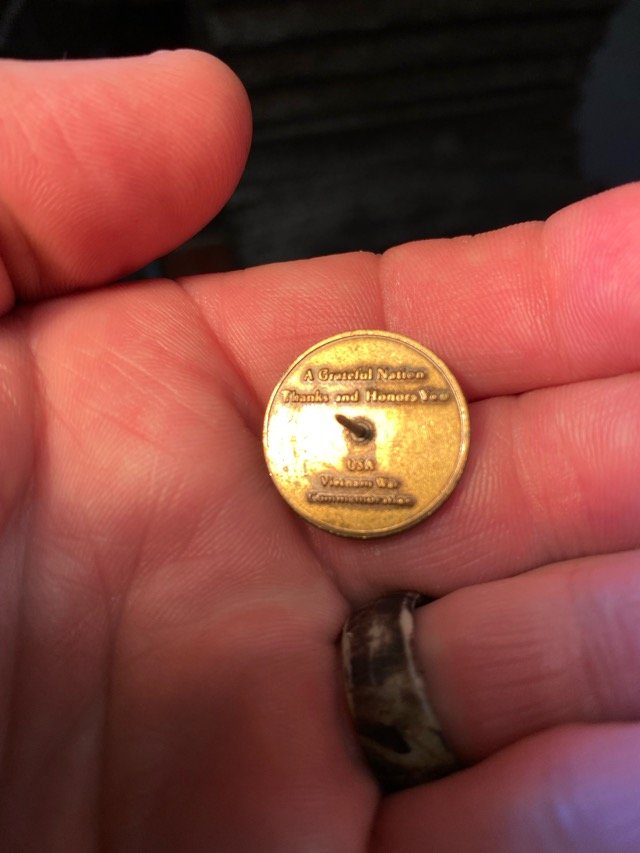 A Grateful Nation
Thanks and Honors You
USA
Vietnam War
Commemoration